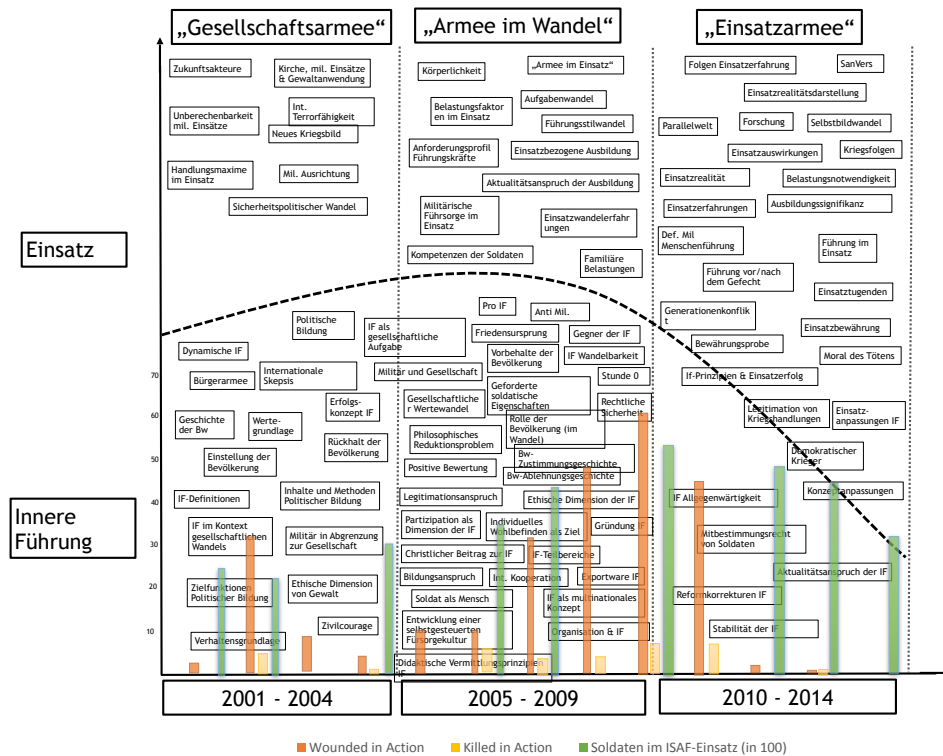 „Gesellschaftsarmee"
„Armee im Wandel"
„Einsatzarmee"
Zukunftsakteure
Kirche, mil. Einsätze
& Gewaltanwendung
Unberechenbarkeit
mil. Einsätze
Int.
Terrorfähigkeit
Neues Kriegsbild
Handlungsmaxime
im Einsatz
Mil. Ausrichtung
Sicherheitspolitischer Wandel
Körperlichkeit
„Armee im Einsatz"
Belastungsfaktor
en im Einsatz
Aufgabenwandel
Führungsstilwandel
Anforderungsprofil
Führungskräfte
Einsatzbezogene Ausbildung
Aktualitätsanspruch der Ausbildung
Militärische
Führsorge im
Einsatz
Einsatzwandelerfah
rungen
Kompetenzen der Soldaten
Familiäre
Belastungen
Folgen Einsatzerfahrung
SanVers
Einsatzrealitätsdarstellung
Parallelwelt
Forschung
Selbstbildwandel
Einsatzauswirkungen
Kriegsfolgen
Einsatzrealität
Belastungsnotwendigkeit
Einsatzerfahrungen
Ausbildungssignifikanz
Def. Mil
Menschenführung
Führung im
Einsatz
Führung vor/nach
dem Gefecht
Einsatztugenden
Generationenkonflik
t
Einsatzbewährung
Bewährungsprobe
Moral des Tötens
If-Prinzipien & Einsatzerfolg
Legitimation von
Kriegshandlungen
Einsatz-
anpassungen IF
Demokratischer
Krieger
IF Allgegenwärtigkeit
Konzeptanpassungen
Mitbestimmungsrecht
von Soldaten
Aktualitätsanspruch der IF
Reformkorrekturen IF
Stabilität der IF
Einsatz
Innere
Führung
Politische
Bildung
IF als
gesellschaftliche
Aufgabe
Dynamische IF
Bürgerarmee
Internationale
Skepsis
Erfolgs-
konzept IF
Geschichte
der Bw
Werte-
grundlage
Rückhalt der
Bevölkerung
Einstellung der
Bevölkerung
IF-Definitionen
Inhalte und Methoden
Politischer Bildung
IF im Kontext
gesellschaftlichen
Wandels
Militär in Abgrenzung
zur Gesellschaft
Zielfunktionen
Politischer Bildung
Ethische Dimension
von Gewalt
Zivilcourage
Verhaltensgrundlage
Pro IF
Anti Mil.
Friedensursprung
Gegner der IF
Vorbehalte der
Bevölkerung
IF Wandelbarkeit
Militär und Gesellschaft
Stunde 0
Gesellschaftliche
r Wertewandel
Geforderte
soldatische
Eigenschaften
Rechtliche
Sicherheit
Rolle der
Bevölkerung (im
Wandel)
Philosophisches
Reduktionsproblem
Bw-
Zustimmungsgeschichte
Positive Bewertung
Bw-Ablehnungsgeschichte
Legitimationsanspruch
Ethische Dimension der IF
Partizipation als
Dimension der IF
Individuelles
Wohlbefinden als Ziel
Gründung IF
Christlicher Beitrag zur IF
IF-Teilbereiche
Bildungsanspruch
Int. Kooperation
Exportware IF
Soldat als Mensch
IF als multinationales
Konzept
Entwicklung einer
selbstgesteuerten
Fürsorgekultur
Organisation & IF
Didaktische Vermittlungsprinzipien
IF
70
60
50
40
30
20
10
2001 - 2004
2005 - 2009
2010 - 2014
Wounded in Action
Killed in Action
Soldaten im ISAF-Einsatz (in 100)